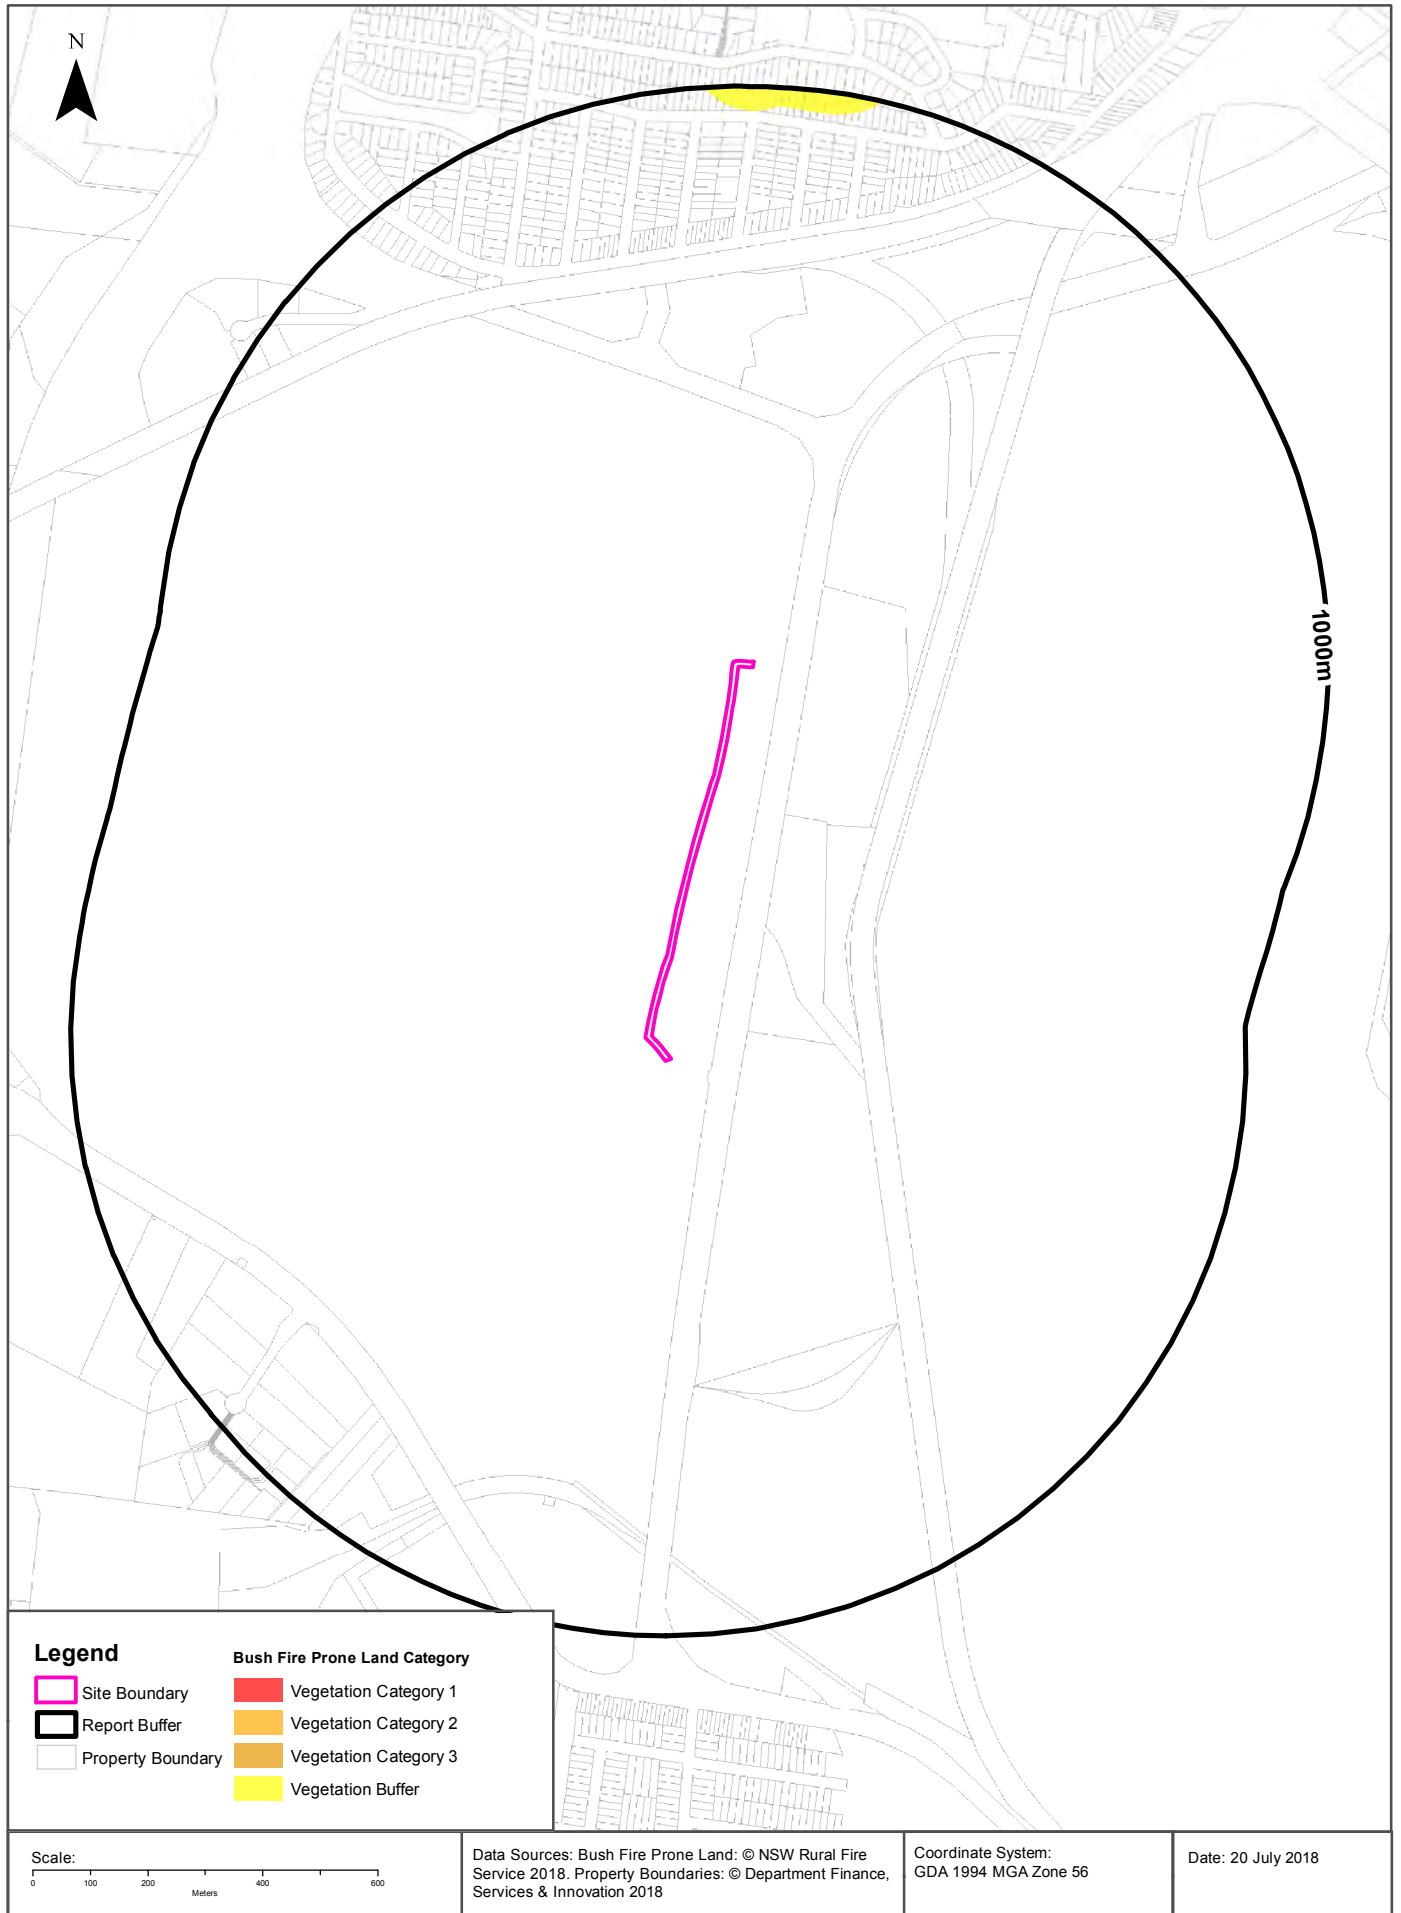 N
1000m
Legend
Site Boundary
Report Buffer
Property Boundary
Bush Fire Prone Land Category
Vegetation Category 1
Vegetation Category 2
Vegetation Category 3
Vegetation Buffer
Scale:
0 100 200 400 600
Meters
Data Sources: Bush Fire Prone Land: © NSW Rural Fire
Service 2018. Property Boundaries: © Department Finance,
Services & Innovation 2018
Coordinate System:
GDA 1994 MGA Zone 56
Date: 20 July 2018